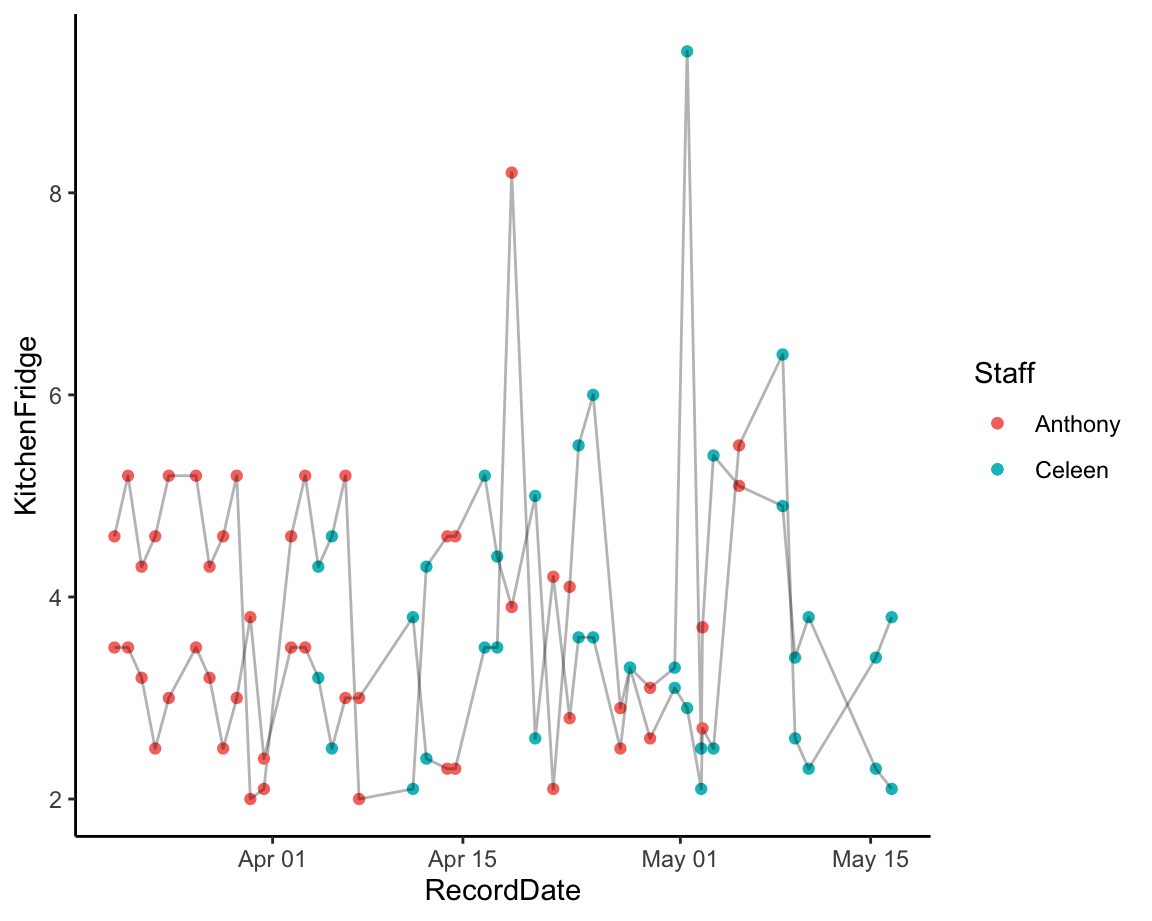 8
6
4
2
KitchenFridge
Apr 01 Apr 15 May 01 May 15
RecordDate
Staff
Anthony
Celeen